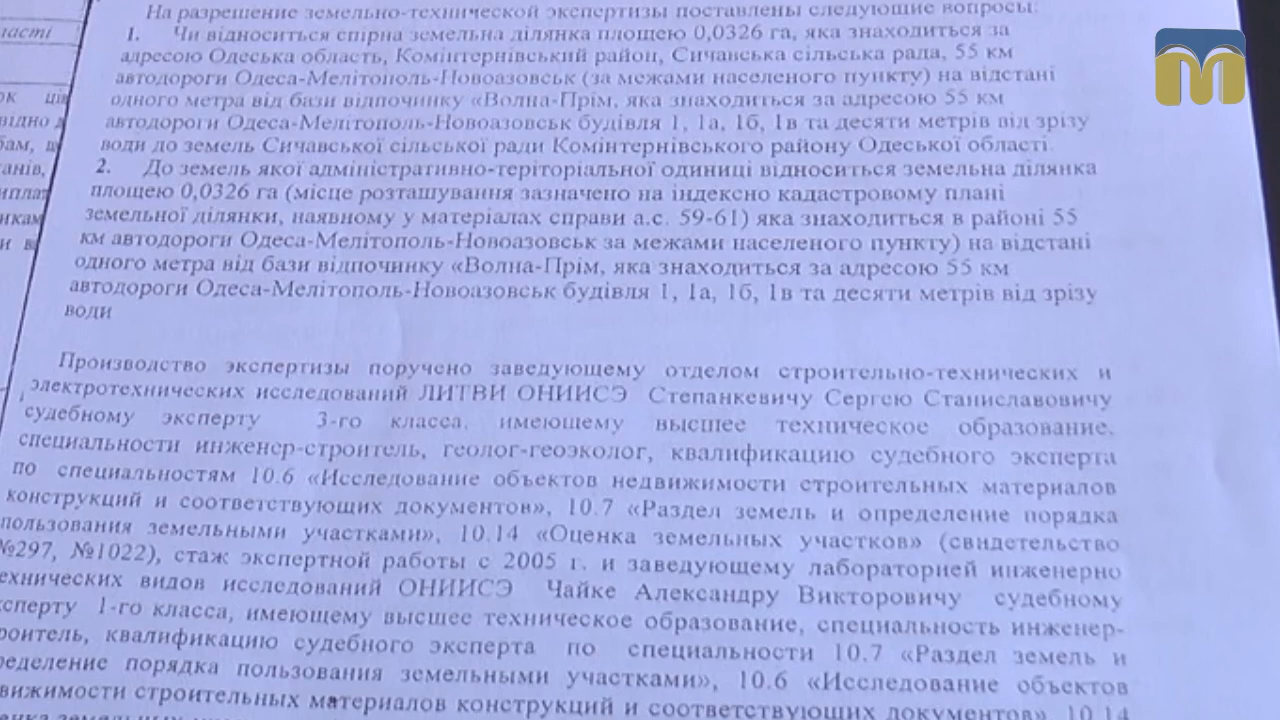 На разрешение земельно-технической экспертизы поставлены следующие вопросы:
1. Чи відноситься спірна земельна ділянка площею 0,0326 га, яка знаходиться за
адресою Одеська область, Комінтернівський район, Сичавська сільська рада, 55 км
автодороги Одеса-Мелітополь-Новоазовськ (за межами населеного пункту) на відстані
одного метра від бази відпочинку «Волна-Прім, яка знаходиться за адресою 55 км
автодороги Одеса-Мелітополь-Новоазовськ будівля 1, 1а, 1б, 1в та десяти метрів від зрізу
води до земель Сичавської сільської ради Комінтернівського району Одеської області.
2. До земель якої адміністративно-теріторіальної одиниці відноситься земельна ділянка
площею 0,0326 га (місце розташування зазначено на індексно кадастровому плані
земельної ділянки, наявному у матеріалах справи а.с. 59-61) яка знаходиться в районі 55
км автодороги Одеса-Мелітополь-Новоазовськ за межами населеного пункту) на відстані
одного метра від бази відпочинку «Волна-Прім, яка знаходиться за адресою 55 км
автодороги Одеса-Мелітополь-Новоазовськ будівля 1, 1а, 1б, 1в та десяти метрів від зрізу
води
Производство экспертизы поручено заведующему отделом строительно-технических и
электротехнических исследований ЛИТВИ ОНИИСЭ Степанкевичу Сергею Станиславовичу
судебному эксперту 3-го класса, имеющему высшее техническое образование,
специальности инженер-строитель, геолог-геоэколог, квалификацию судебного эксперта
по специальностям 10.6 «Исследование объектов недвижимости строительных материалов
конструкций и соответствующих документов», 10.7 «Раздел земель и определение порядка
пользования земельными участками», 10.14 «Оценка земельных участков» (свидетельство
№297, №1022), стаж экспертной работы с 2005 г. и заведующему лабораторией инженерно
ехнических видов исследований ОНИИСЭ Чайке Александру Викторовичу судебному
ксперту 1-го класса, имеющему высшее техническое образование, специальность инженер-
роитель, квалификацию судебного эксперта по специальности 10.7 «Раздел земель и
ределение порядка пользования земельными участками», 10.6 «Исследование объектов
вижимости строительных материалов конструкций и соответствующих документов», 10.14